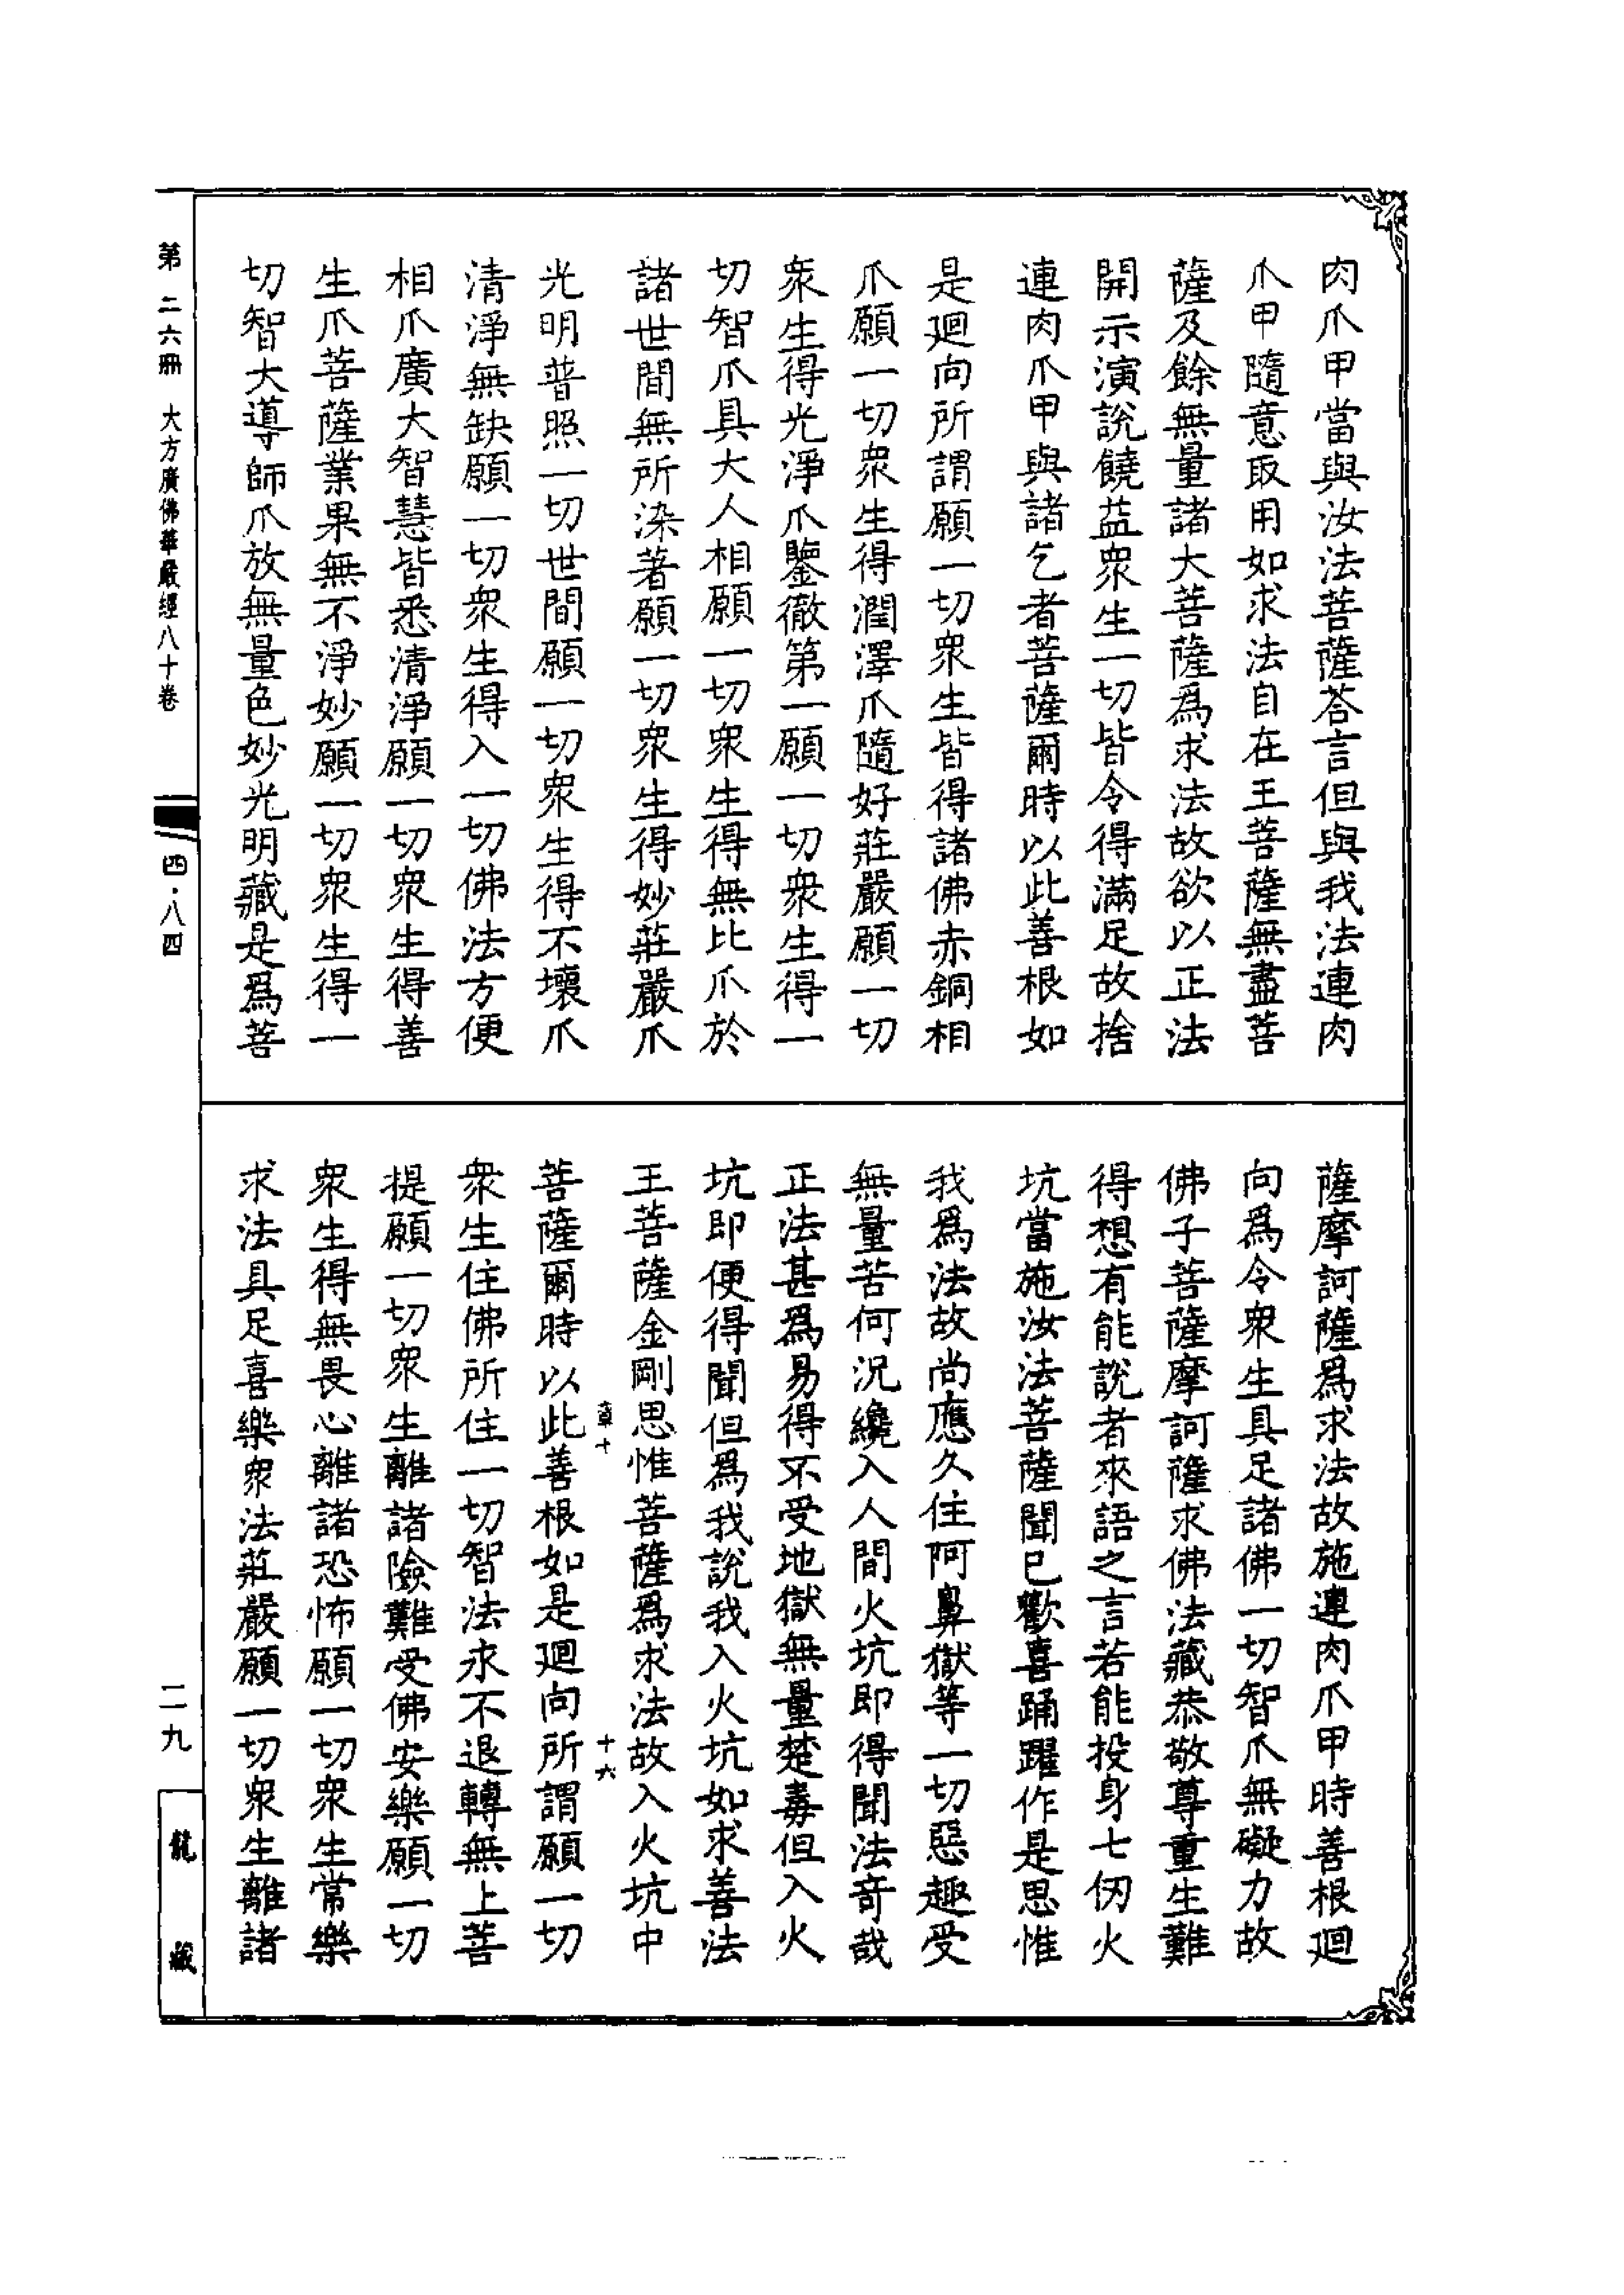 肉爪甲當與汝法菩薩荅言但與我法連肉
爪甲隨意取用如求法自在王菩薩無盡菩
薩及餘無量諸大菩薩爲求法故欲以正法
開示演說饒益衆生一切皆令得滿足故捨
連肉爪甲與諸乞者菩薩爾時以此善根如
是迴向所謂願一切衆生皆得諸佛赤銅相
爪願一切衆生得潤澤爪隨好莊嚴願一切
衆生得光淨爪鑒徹第一願一切衆生得一
切智爪具大人相願一切衆生得無比爪於
諸世間無所染著願一切衆生得妙莊嚴爪
光明普照一切世間願一切衆生得不壞爪
清淨無缺願一切衆生得入一切佛法方便
相爪廣大智慧皆悉清淨願一切衆生得善
生爪菩薩業果無不淨妙願一切衆生得一
切智大導師爪放無量色妙光明藏是爲菩
薩摩訶薩爲求法故施連肉爪甲時善根迴
向爲令衆生具足諸佛一切智爪無礙力故
佛子菩薩摩訶薩求佛法藏恭敬尊重生難
得想有能說者來語之言若能投身七仞火
坑當施汝法菩薩聞已歡喜踊躍作是思惟
我爲法故尚應久住阿鼻獄等一切惡趣受
無量苦何況纔入人間火坑即得聞法奇哉
正法甚爲易得不受地獄無量楚毒但入火
坑即便得聞但爲我說我入火坑如求善法
王菩薩金剛思惟菩薩爲求法故入火坑中
章十
十六
菩薩爾時以此善根如是迴向所謂願一切
衆生住佛所住一切智法永不退轉無上菩
提願一切衆生離諸險難受佛安樂願一切
衆生得無畏心離諸恐怖願一切衆生常樂
求法具足喜樂衆法莊嚴願一切衆生離諸
第二六冊 大方廣佛華嚴經八十卷
四·八四
二九
龍藏